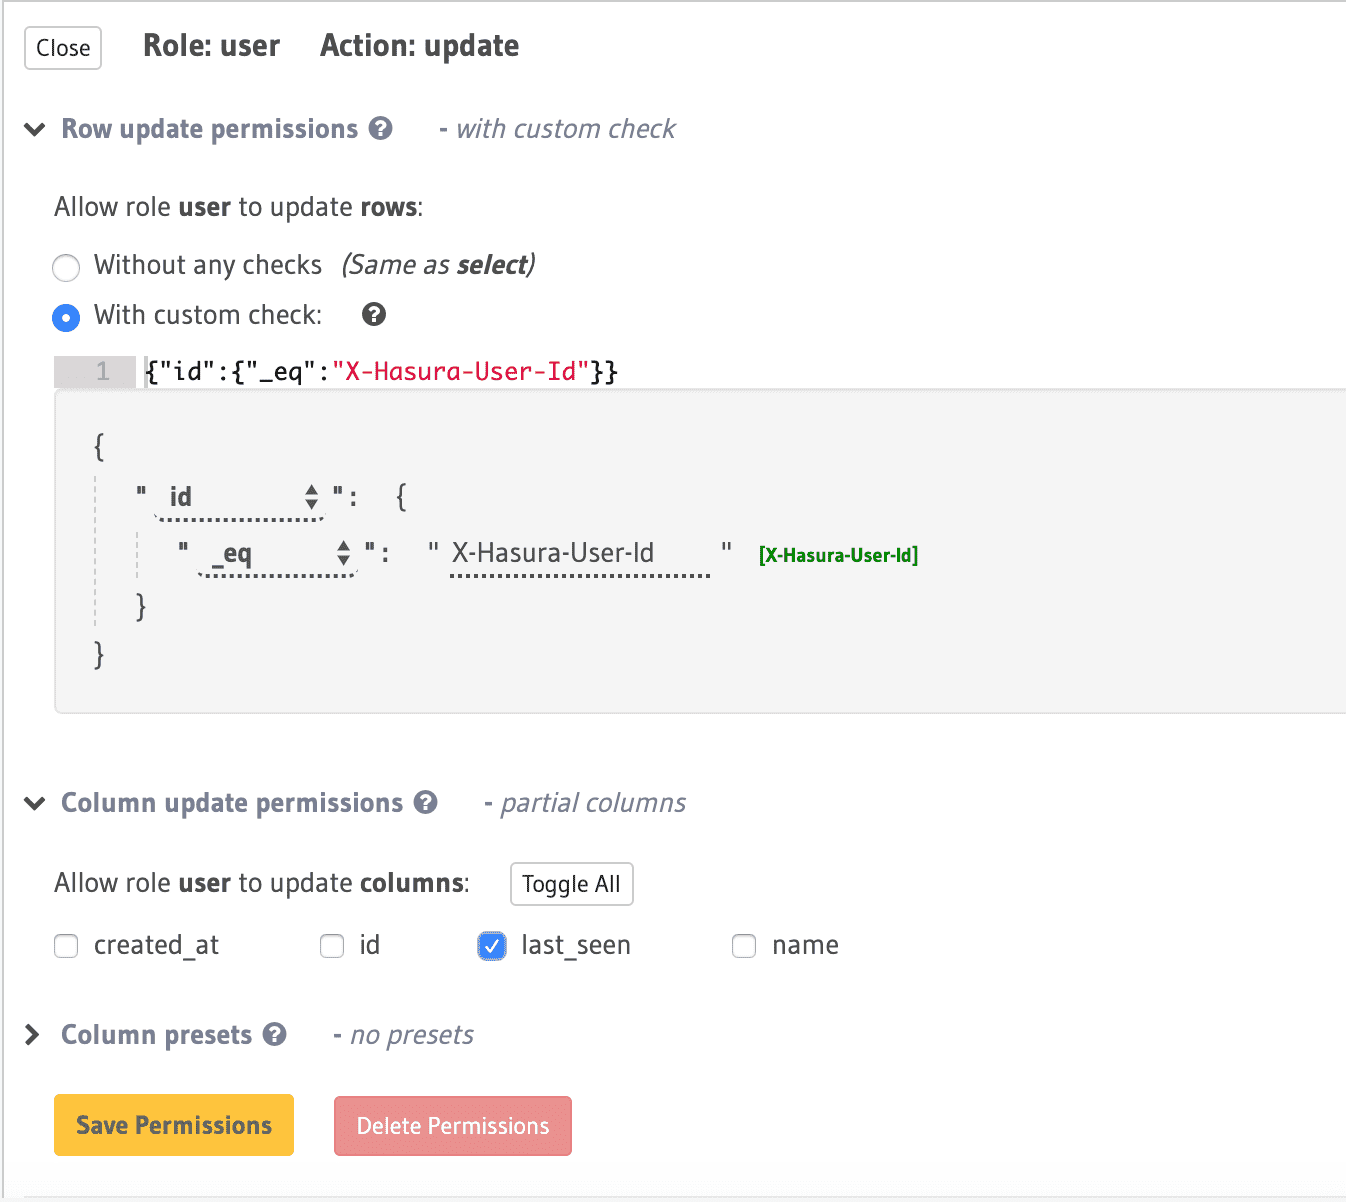 Close Role: user Action: update
Row update permissions ? - with custom check
Allow role user to update rows:
Without any checks (Same as select)
With custom check: ?
1 {"id":{"_eq":"X-Hasura-User-Id"}}
{
" id ": {
" _eq ": " X-Hasura-User-Id " [X-Hasura-User-Id]
}
}
Column update permissions ? - partial columns
Allow role user to update columns: Toggle All
created_at id last_seen name
Column presets ? - no presets
Save Permissions Delete Permissions